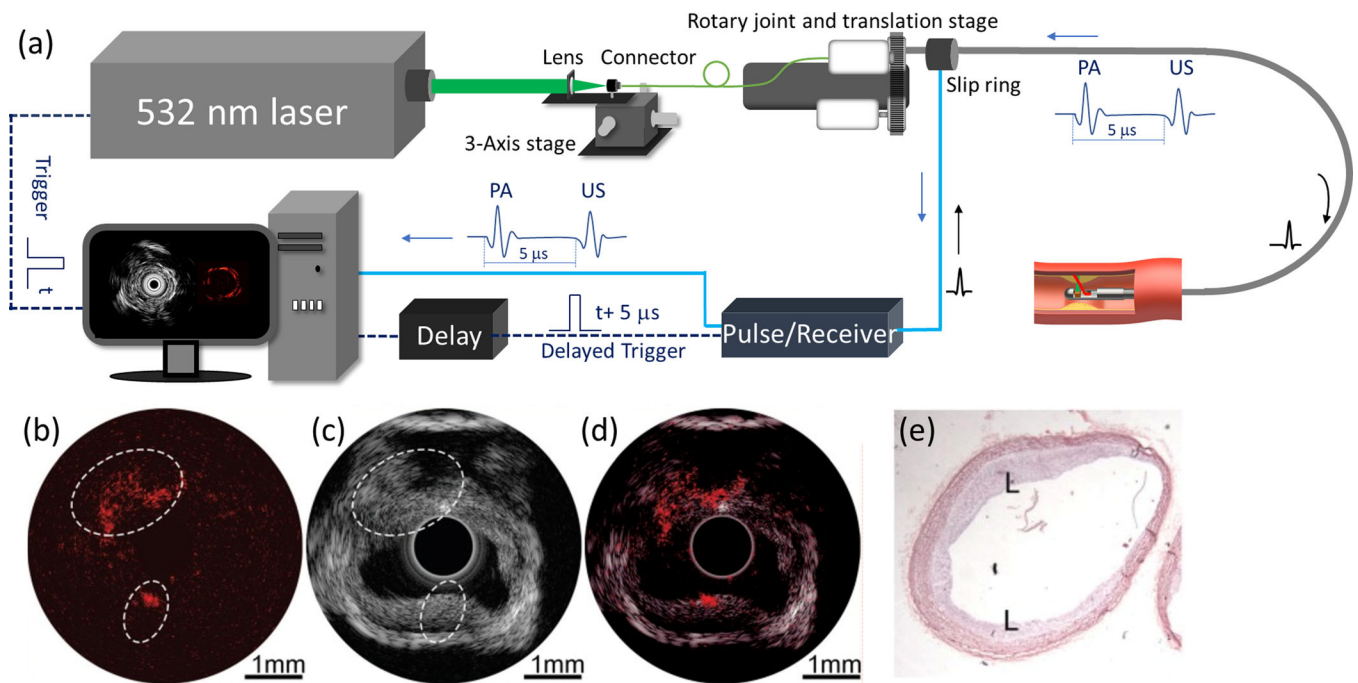 (a)
Rotary joint and translation stage
Lens
Connector
532 nm laser
3-Axis stage
Slip ring
PA
US
5 μs
Trigger
t
PA
US
5 μs
t+ 5 μs
Delay
Delayed Trigger
Pulse/Receiver
(b)
1mm
(c)
1mm
(d)
1mm
(e)
L
L